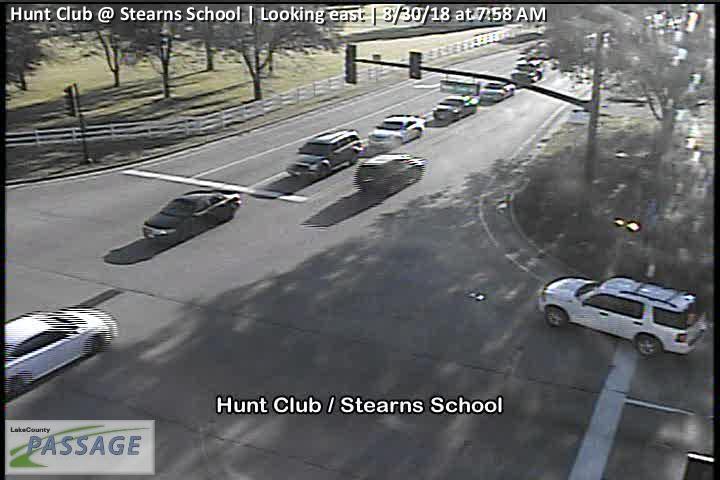 Hunt Club @ Stearns School | Looking east | 8/30/18 at 7:58 AM
Hunt Club / Stearns School
LakeCounty
PASSAGE